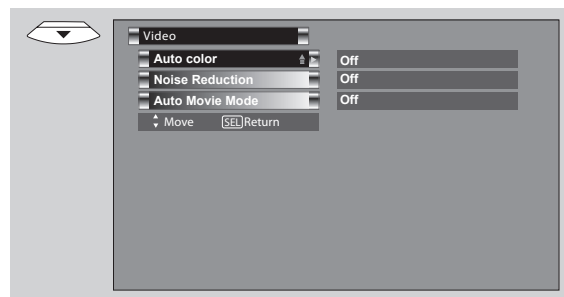 Video
Auto color Off
Noise Reduction Off
Auto Movie Mode Off
Move SEL Return